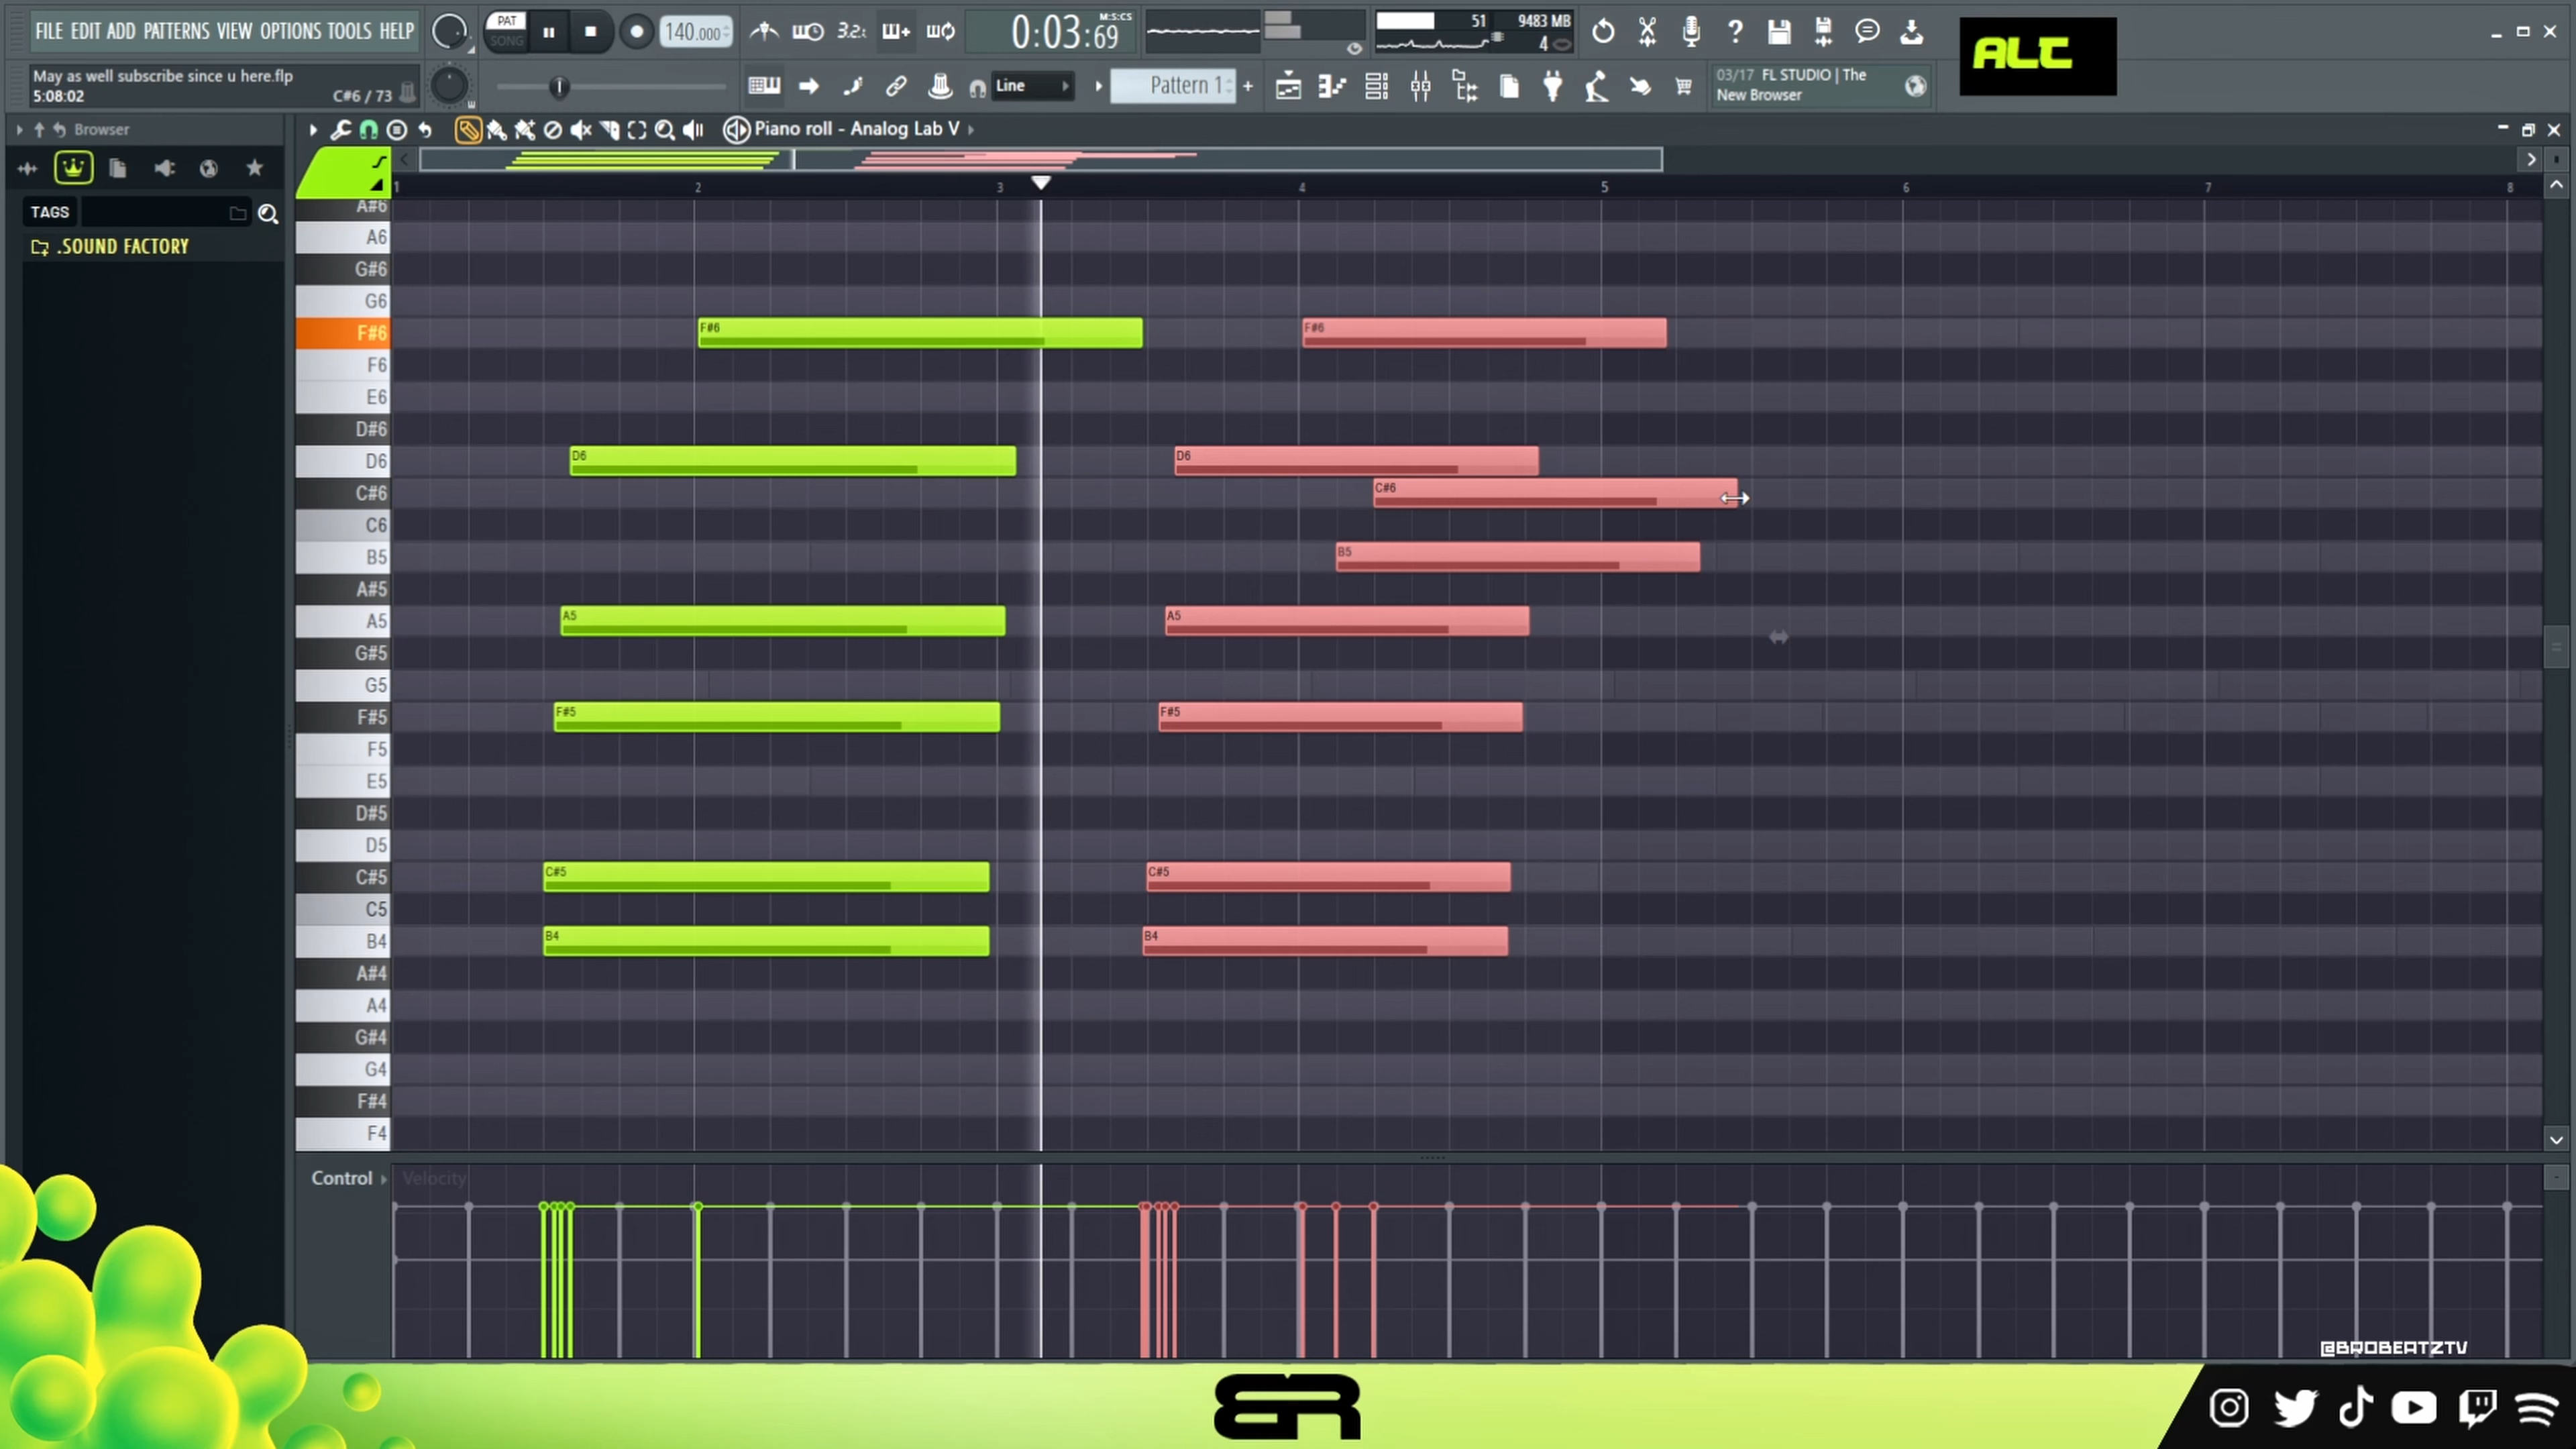 FILE EDIT ADD PATTERNS VIEW OPTIONS TOOLS HELP
PAT
SONG
140.000
3.2.
0:03:69
M:S:CS
51
9483 MB
4
ALT
May as well subscribe since u here.flp
5:08:02
C#6 / 73
Line
Pattern 1
03/17 FL STUDIO | The
New Browser
Browser
Piano roll - Analog Lab V
TAGS
.SOUND FACTORY
1 2 3 4 5 6 7 8
A#6
A6
G#6
G6
F#6
F#6 F#6
F6
E6
D#6
D6
D6 D6
C#6
C#6
C6
B5
B5
A#5
A5
A5 A5
G#5
G5
F#5
F#5 F#5
F5
E5
D#5
D5
C#5
C#5 C#5
C5
B4
B4 B4
A#4
A4
G#4
G4
F#4
F4
Control
Velocity
@BROBEATZTV
BR